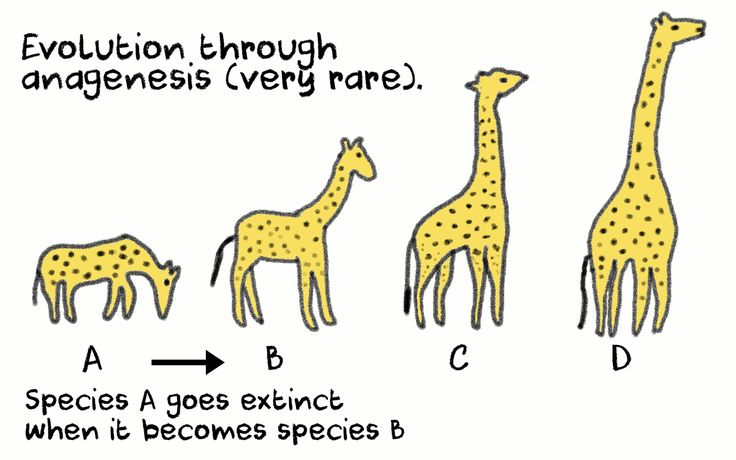 Evolution through
anagenesis (very rare).
A B C D
Species A goes extinct
when it becomes species B